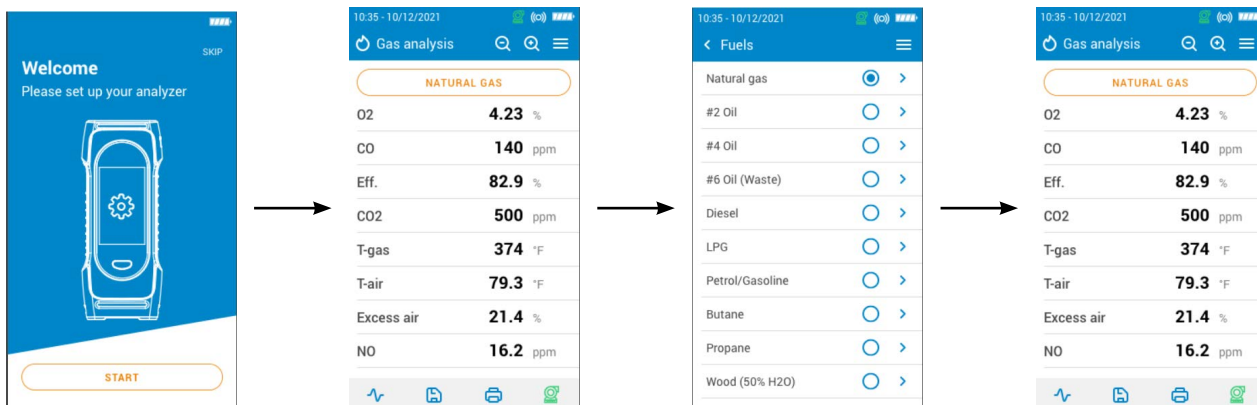 SKIP
Welcome
Please set up your analyzer
START
10:35 - 10/12/2021
Gas analysis
NATURAL GAS
O2 4.23 %
CO 140 ppm
Eff. 82.9 %
CO2 500 ppm
T-gas 374 °F
T-air 79.3 °F
Excess air 21.4 %
NO 16.2 ppm
10:35 - 10/12/2021
Fuels
Natural gas
#2 Oil
#4 Oil
#6 Oil (Waste)
Diesel
LPG
Petrol/Gasoline
Butane
Propane
Wood (50% H2O)
10:35 - 10/12/2021
Gas analysis
NATURAL GAS
O2 4.23 %
CO 140 ppm
Eff. 82.9 %
CO2 500 ppm
T-gas 374 °F
T-air 79.3 °F
Excess air 21.4 %
NO 16.2 ppm